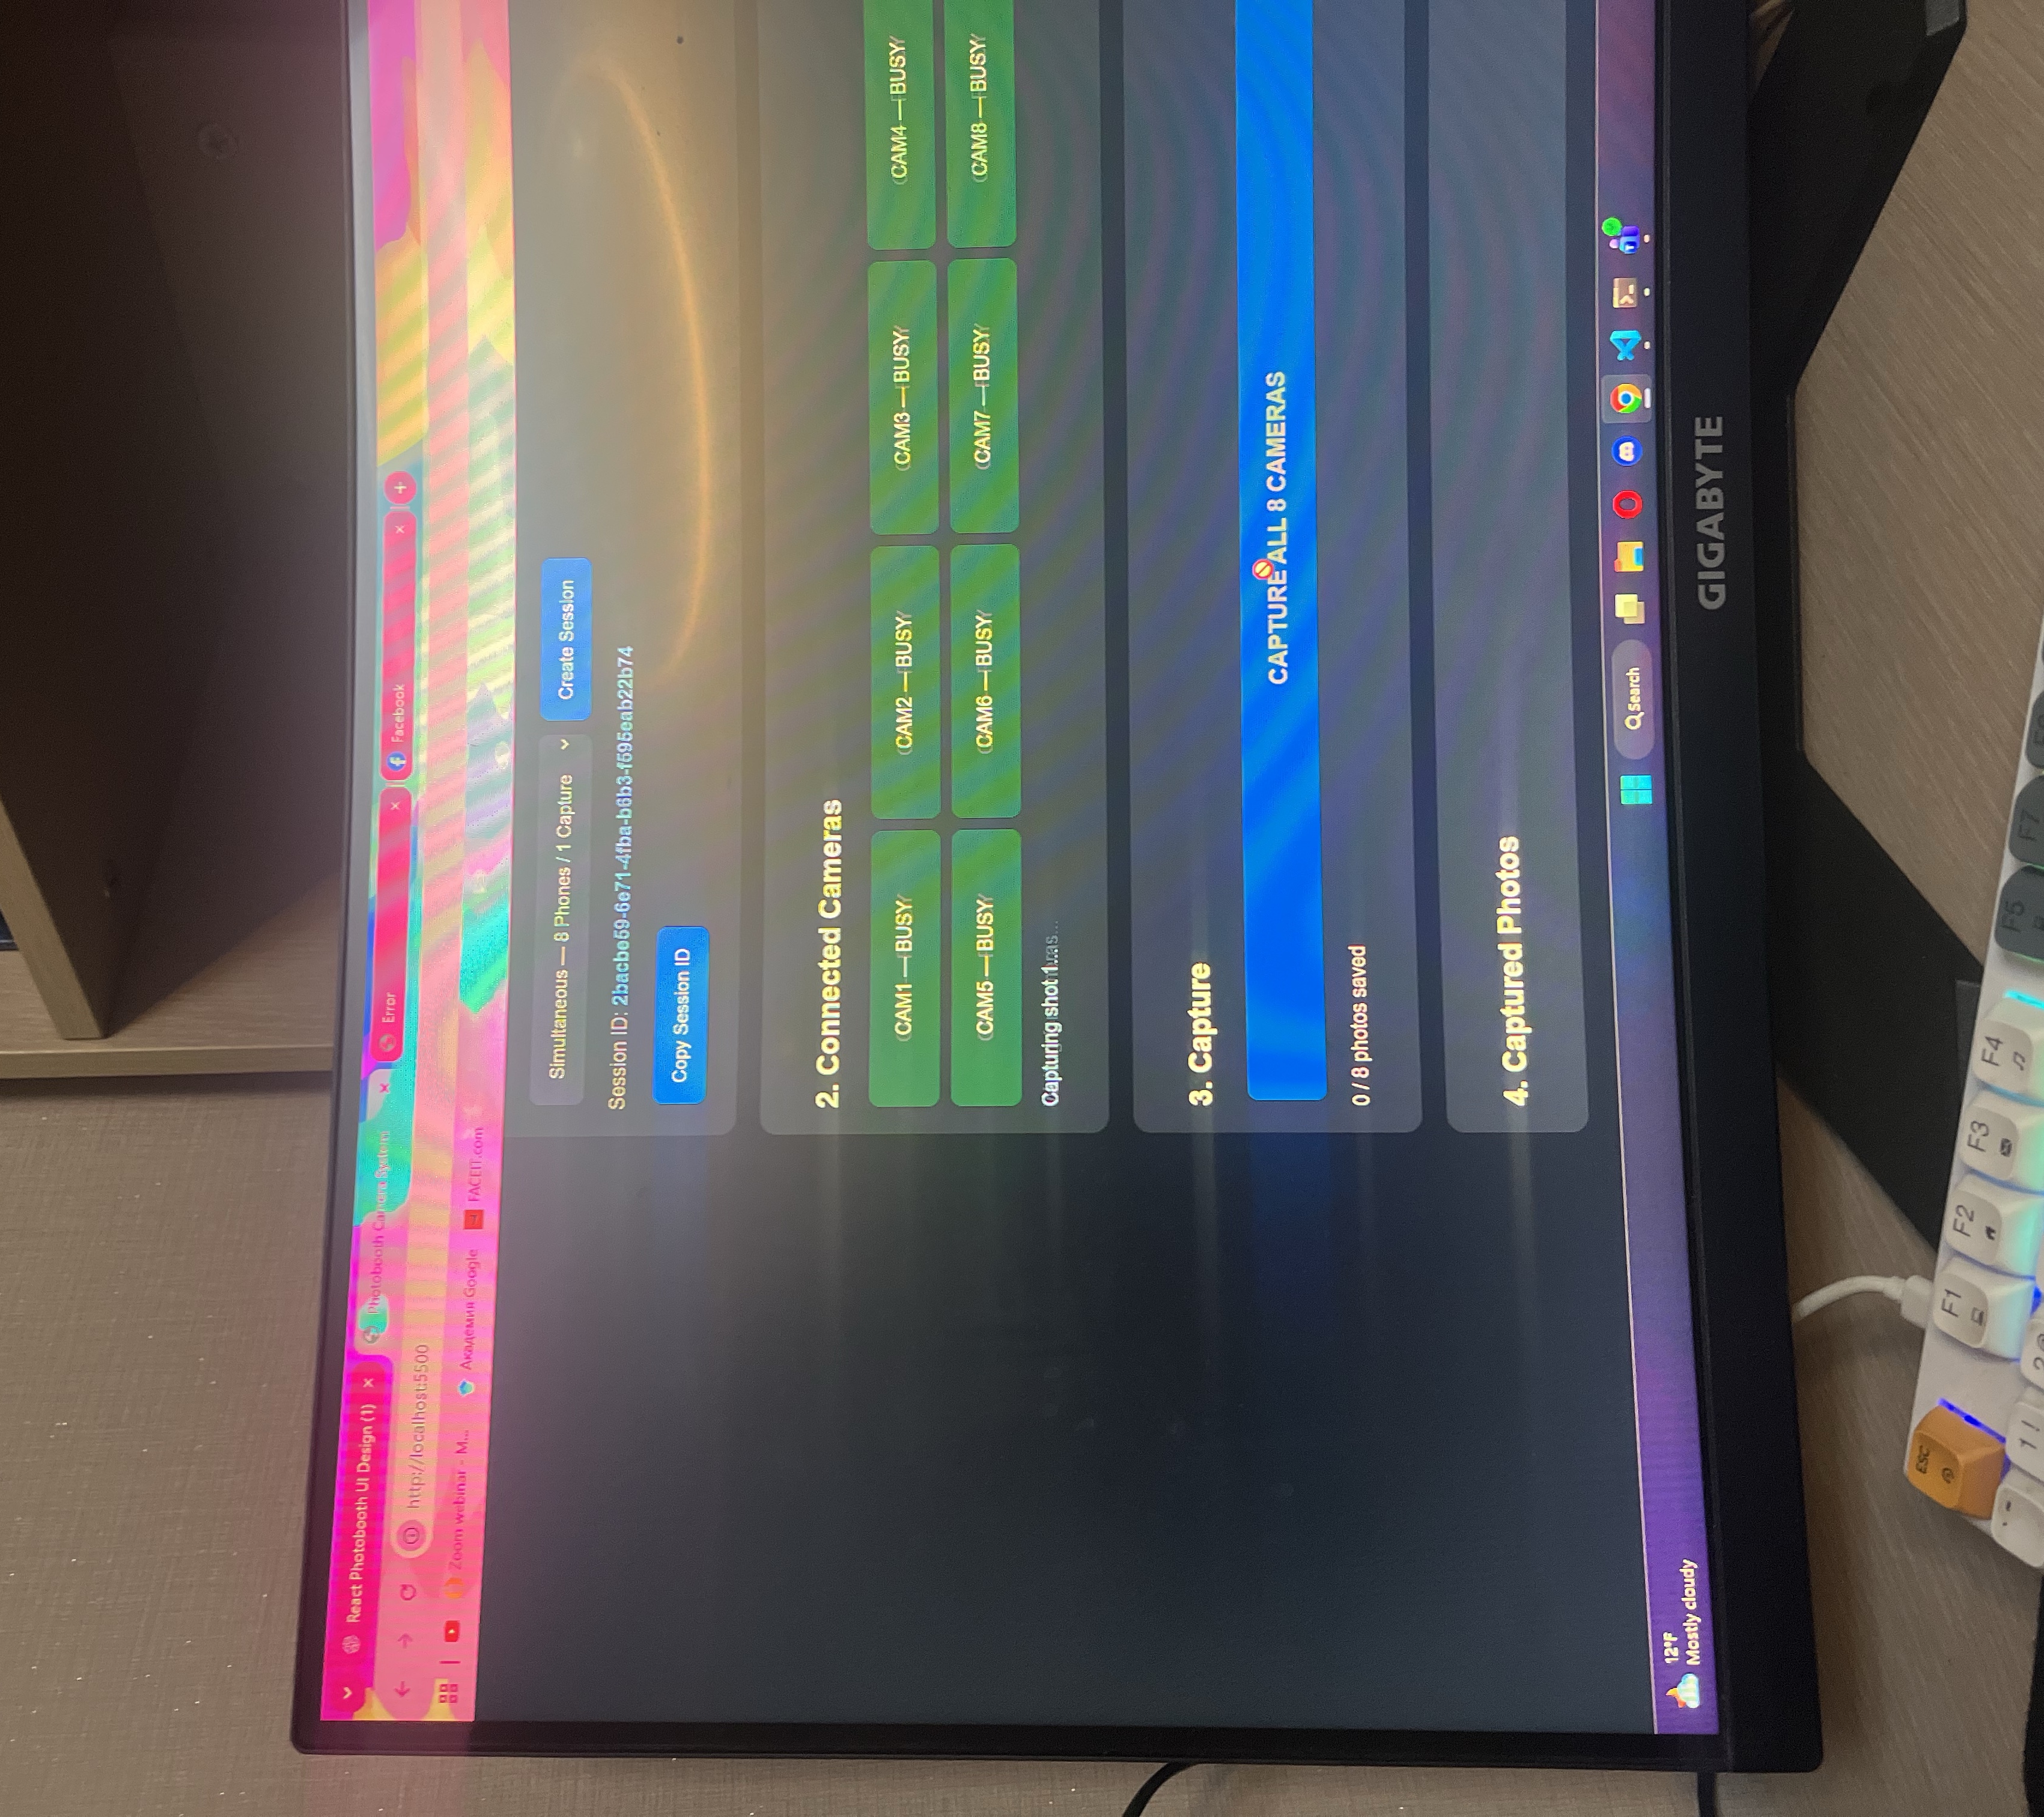 React Photobooth UI Design (1)
Photobooth Camera System
Error
Facebook
http://localhost:5500
Zoom webinar - M...
Академия Google
FACEIT.com
Simultaneous — 8 Phones / 1 Capture
Create Session
Session ID: 2bacbe59-6e71-4fba-b6b3-f595eab22b74
Copy Session ID
2. Connected Cameras
CAM1 — BUSY
CAM2 — BUSY
CAM3 — BUSY
CAM4 — BUSY
CAM5 — BUSY
CAM6 — BUSY
CAM7 — BUSY
CAM8 — BUSY
Capturing shot 1...
3. Capture
CAPTURE ALL 8 CAMERAS
0 / 8 photos saved
4. Captured Photos
Search
12°F
Mostly cloudy
GIGABYTE
ESC
F1
F2
F3
F4
F5
F7
1 !